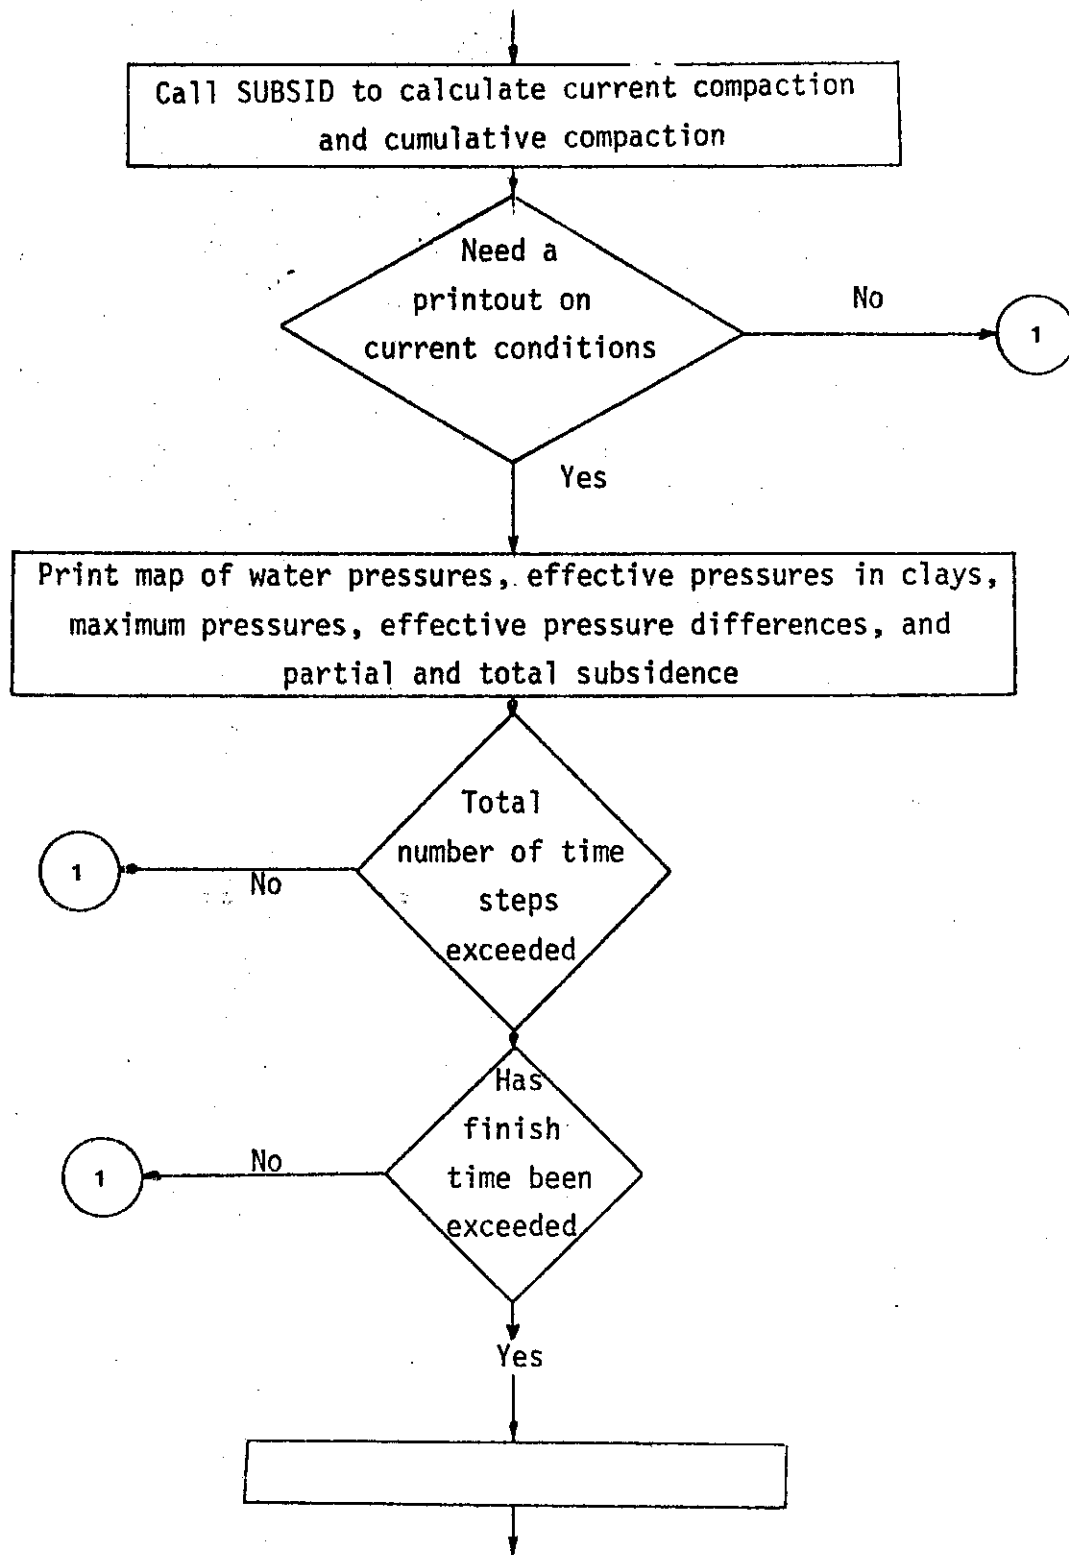 Call SUBSID to calculate current compaction
and cumulative compaction
Need a
printout on
current conditions
No
1
Yes
Print map of water pressures, effective pressures in clays,
maximum pressures, effective pressure differences, and
partial and total subsidence
Total
number of time
steps
exceeded
1
No
Has
finish
time been
exceeded
1
No
Yes